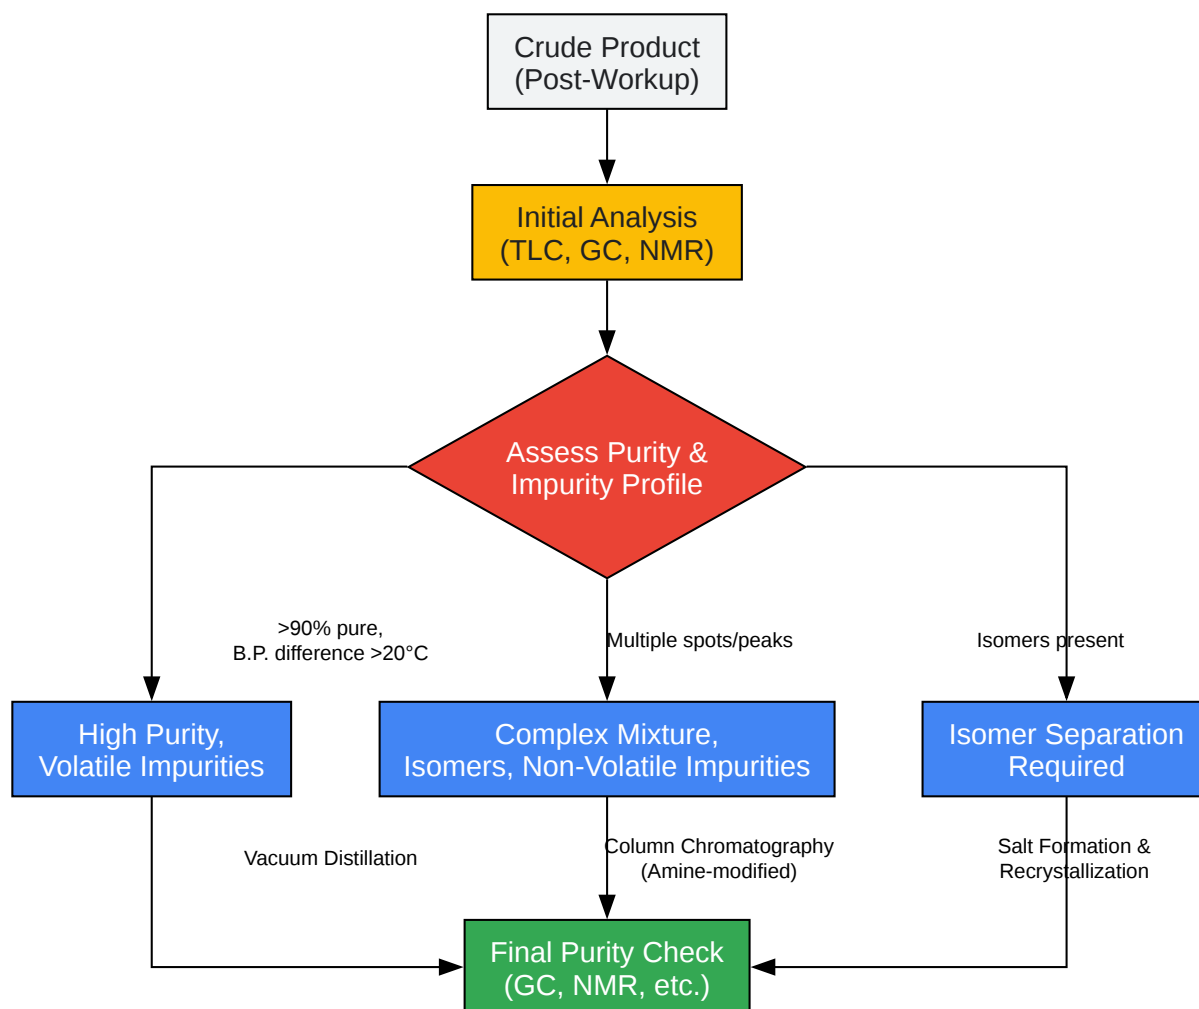 Crude Product
(Post-Workup)
Initial Analysis
(TLC, GC, NMR)
Assess Purity &
Impurity Profile
>90% pure,
B.P. difference >20°C
Multiple spots/peaks
Isomers present
High Purity,
Volatile Impurities
Complex Mixture,
Isomers, Non-Volatile Impurities
Isomer Separation
Required
Vacuum Distillation
Column Chromatography
(Amine-modified)
Salt Formation &
Recrystallization
Final Purity Check
(GC, NMR, etc.)